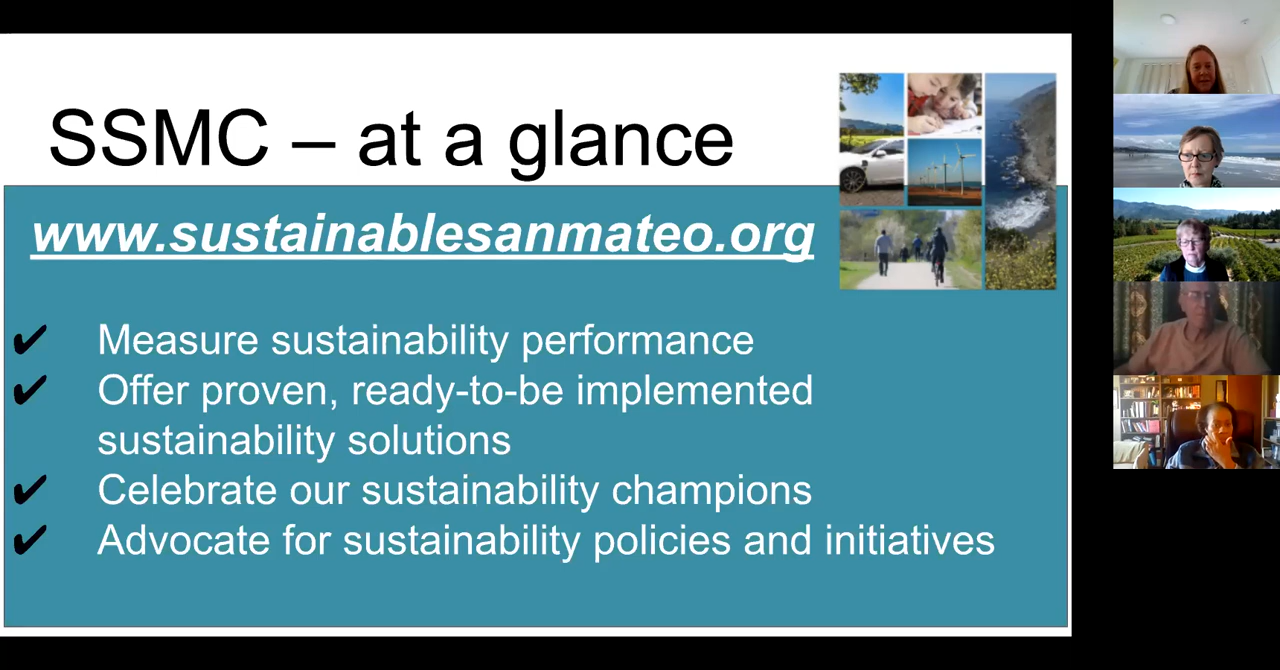 SSMC – at a glance
www.sustainablesanmateo.org
✔ Measure sustainability performance
✔ Offer proven, ready-to-be implemented
sustainability solutions
✔ Celebrate our sustainability champions
✔ Advocate for sustainability policies and initiatives